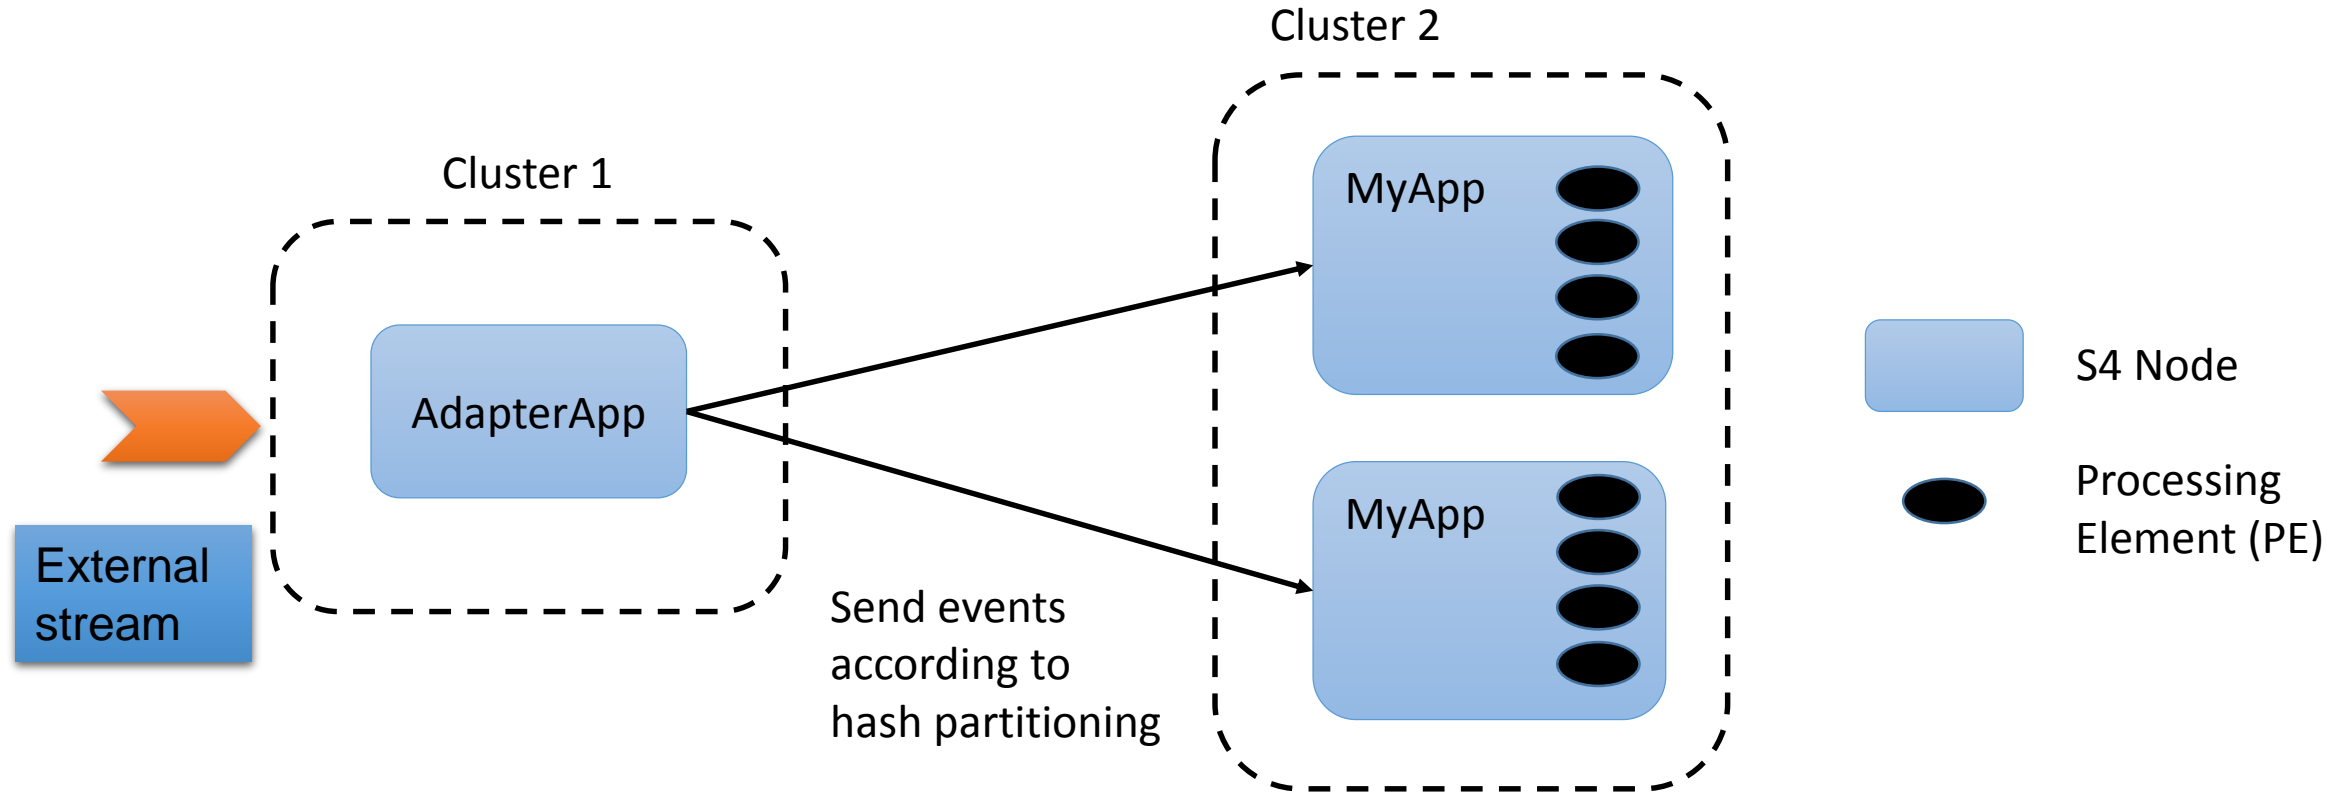 Cluster 2
Cluster 1
MyApp
AdapterApp
S4 Node
MyApp
Processing
Element (PE)
External
stream
Send events
according to
hash partitioning